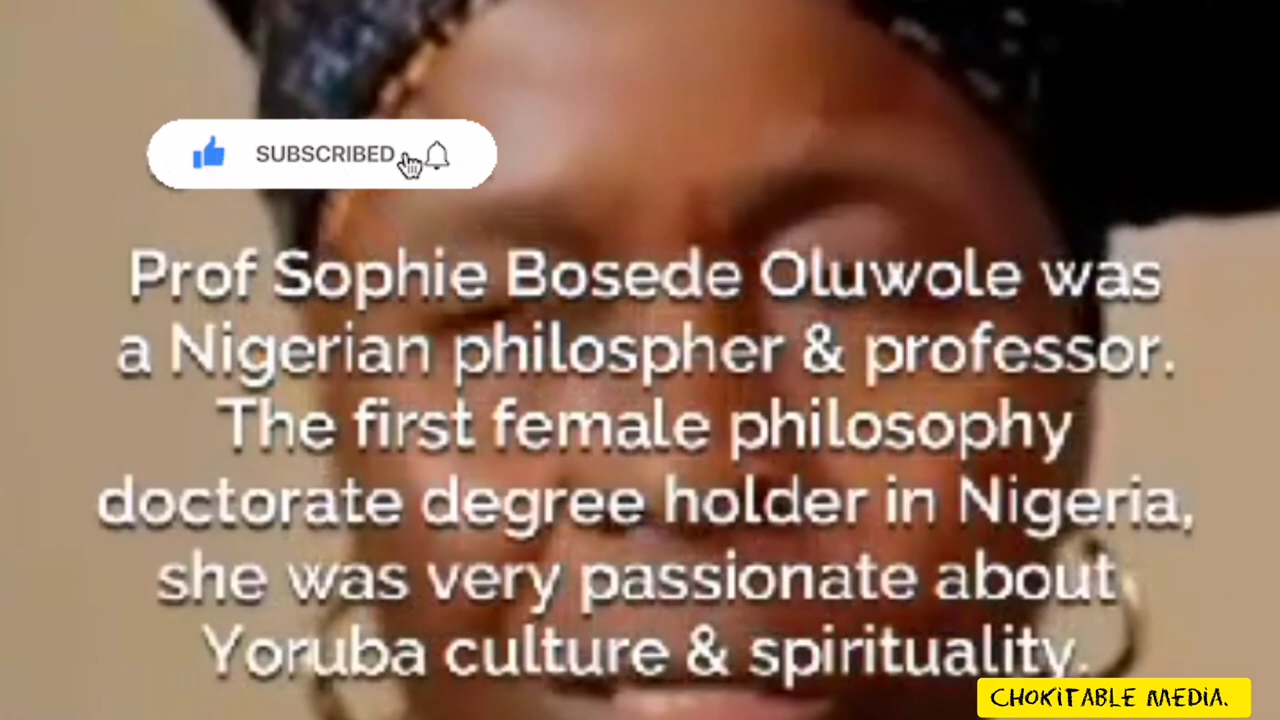 SUBSCRIBED
Prof Sophie Bosede Oluwole was
a Nigerian philospher & professor.
The first female philosophy
doctorate degree holder in Nigeria,
she was very passionate about
Yoruba culture & spirituality.
CHOKITABLE MEDIA.